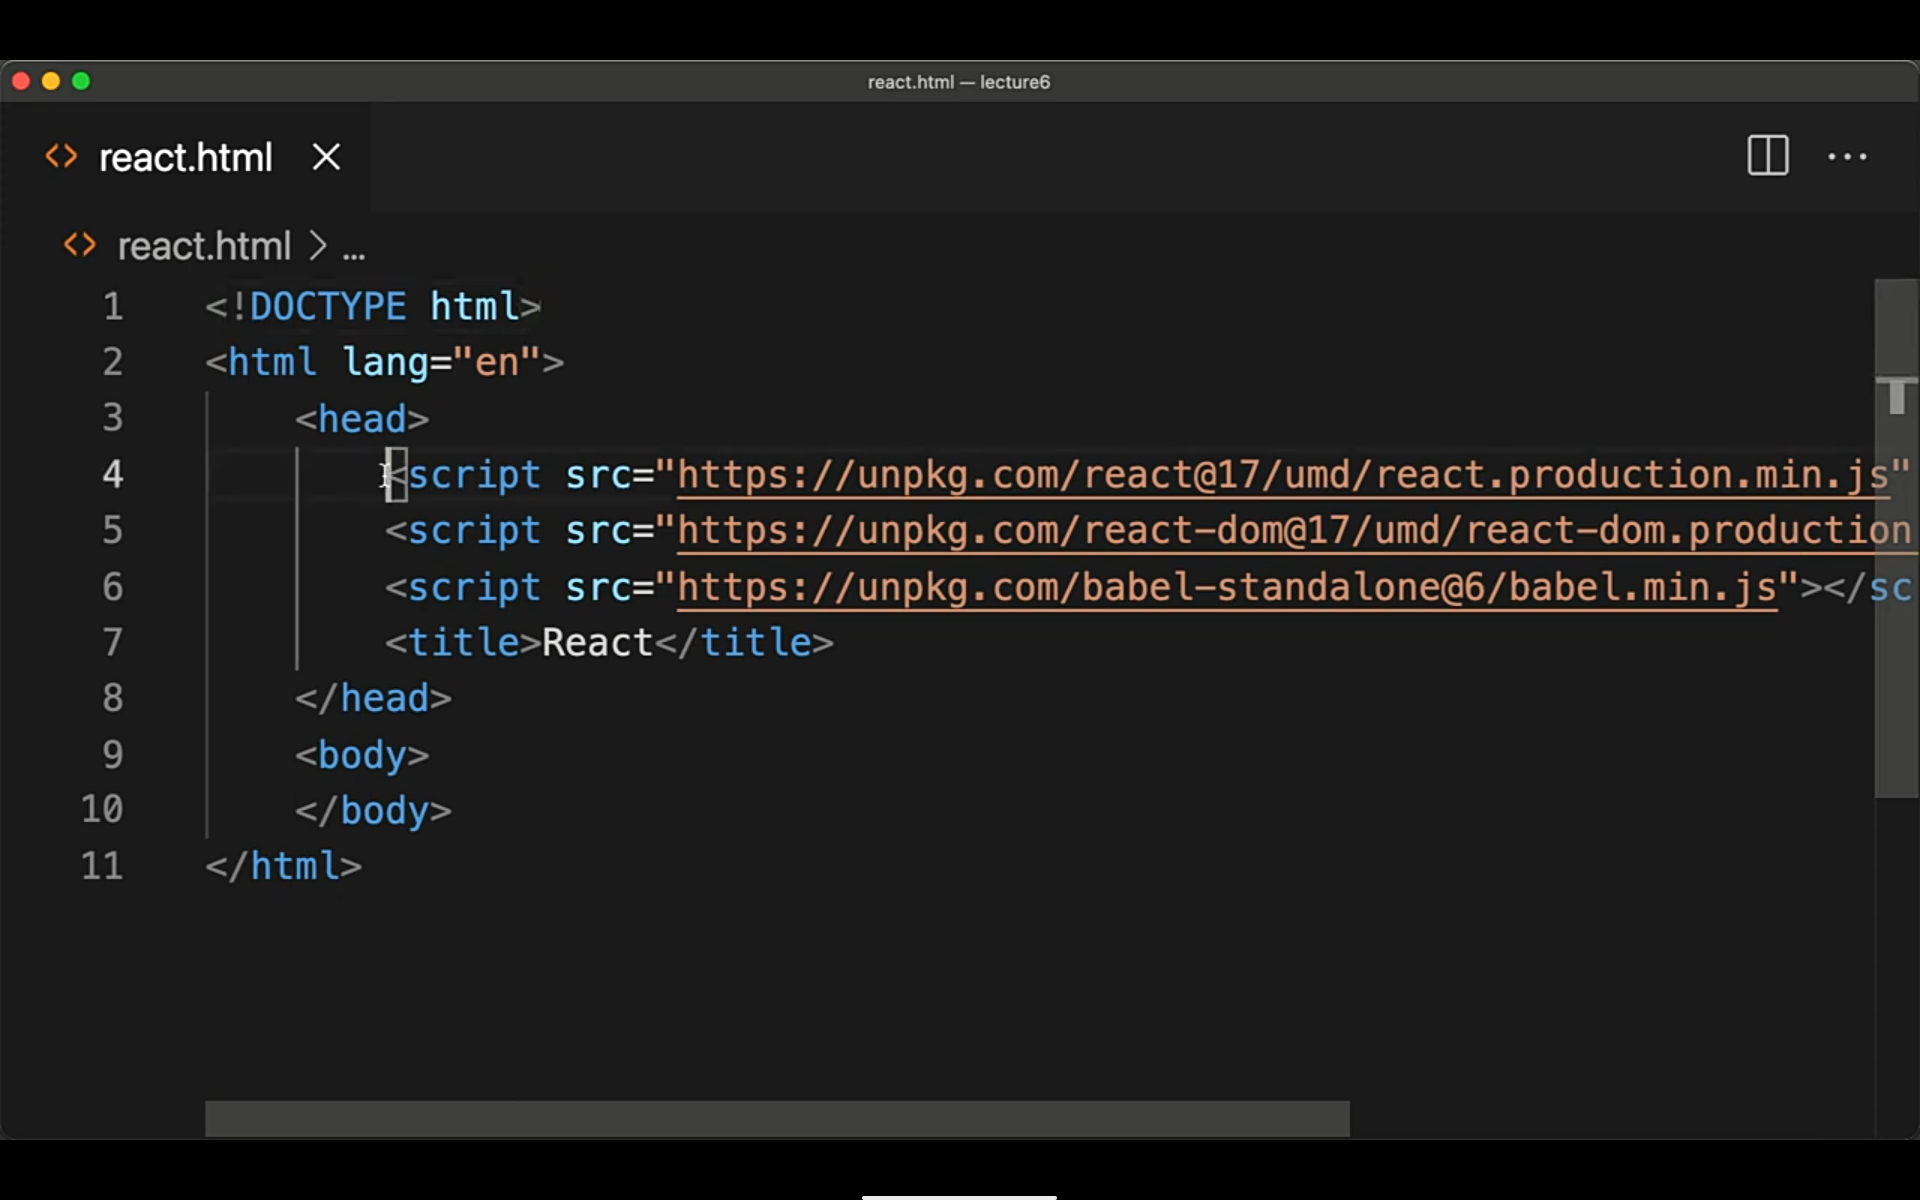 react.html — lecture6
react.html
react.html > ...
1 <!DOCTYPE html>
2 <html lang="en">
3 <head>
4 <script src="https://unpkg.com/react@17/umd/react.production.min.js"
5 <script src="https://unpkg.com/react-dom@17/umd/react-dom.production
6 <script src="https://unpkg.com/babel-standalone@6/babel.min.js"></sc
7 <title>React</title>
8 </head>
9 <body>
10 </body>
11 </html>